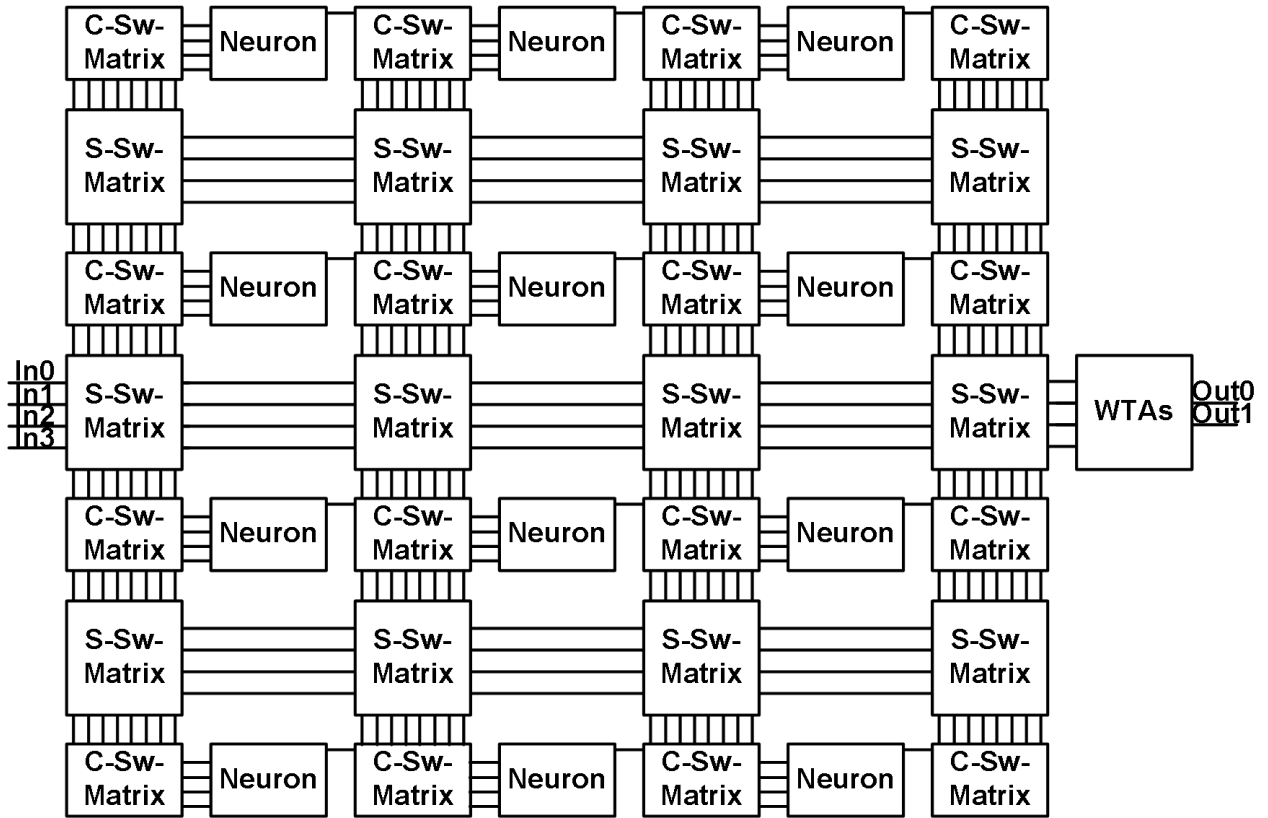 C-Sw-
Matrix
Neuron
C-Sw-
Matrix
Neuron
C-Sw-
Matrix
Neuron
C-Sw-
Matrix
S-Sw-
Matrix
S-Sw-
Matrix
S-Sw-
Matrix
S-Sw-
Matrix
C-Sw-
Matrix
Neuron
C-Sw-
Matrix
Neuron
C-Sw-
Matrix
Neuron
C-Sw-
Matrix
In0
In1
In2
In3
S-Sw-
Matrix
S-Sw-
Matrix
S-Sw-
Matrix
S-Sw-
Matrix
WTAs
Out0
Out1
C-Sw-
Matrix
Neuron
C-Sw-
Matrix
Neuron
C-Sw-
Matrix
Neuron
C-Sw-
Matrix
S-Sw-
Matrix
S-Sw-
Matrix
S-Sw-
Matrix
S-Sw-
Matrix
C-Sw-
Matrix
Neuron
C-Sw-
Matrix
Neuron
C-Sw-
Matrix
Neuron
C-Sw-
Matrix